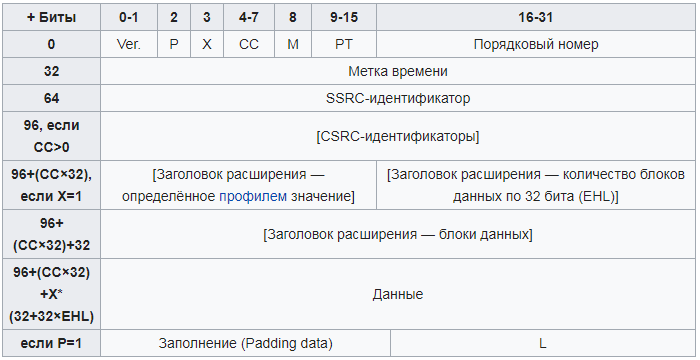 + Биты 0-1 2 3 4-7 8 9-15 16-31
0 Ver. P X CC M PT Порядковый номер
32 Метка времени
64 SSRC-идентификатор
96, если
CC>0
[CSRC-идентификаторы]
96+(CC×32),
если X=1
[Заголовок расширения —
определённое профилем значение]
[Заголовок расширения — количество блоков
данных по 32 бита (EHL)]
96+
(CC×32)+32
[Заголовок расширения — блоки данных]
96+(CC×32)
+X*
(32+32×EHL)
Данные
если P=1 Заполнение (Padding data) L